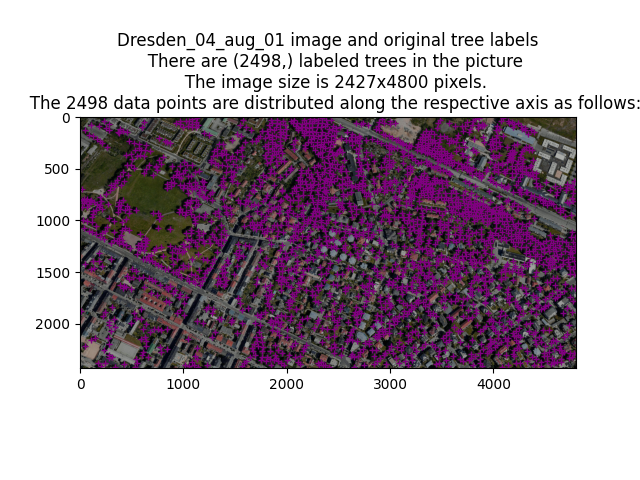 Dresden_04_aug_01 image and original tree labels
There are (2498,) labeled trees in the picture
The image size is 2427x4800 pixels.
The 2498 data points are distributed along the respective axis as follows:
0
500
1000
1500
2000
0 1000 2000 3000 4000